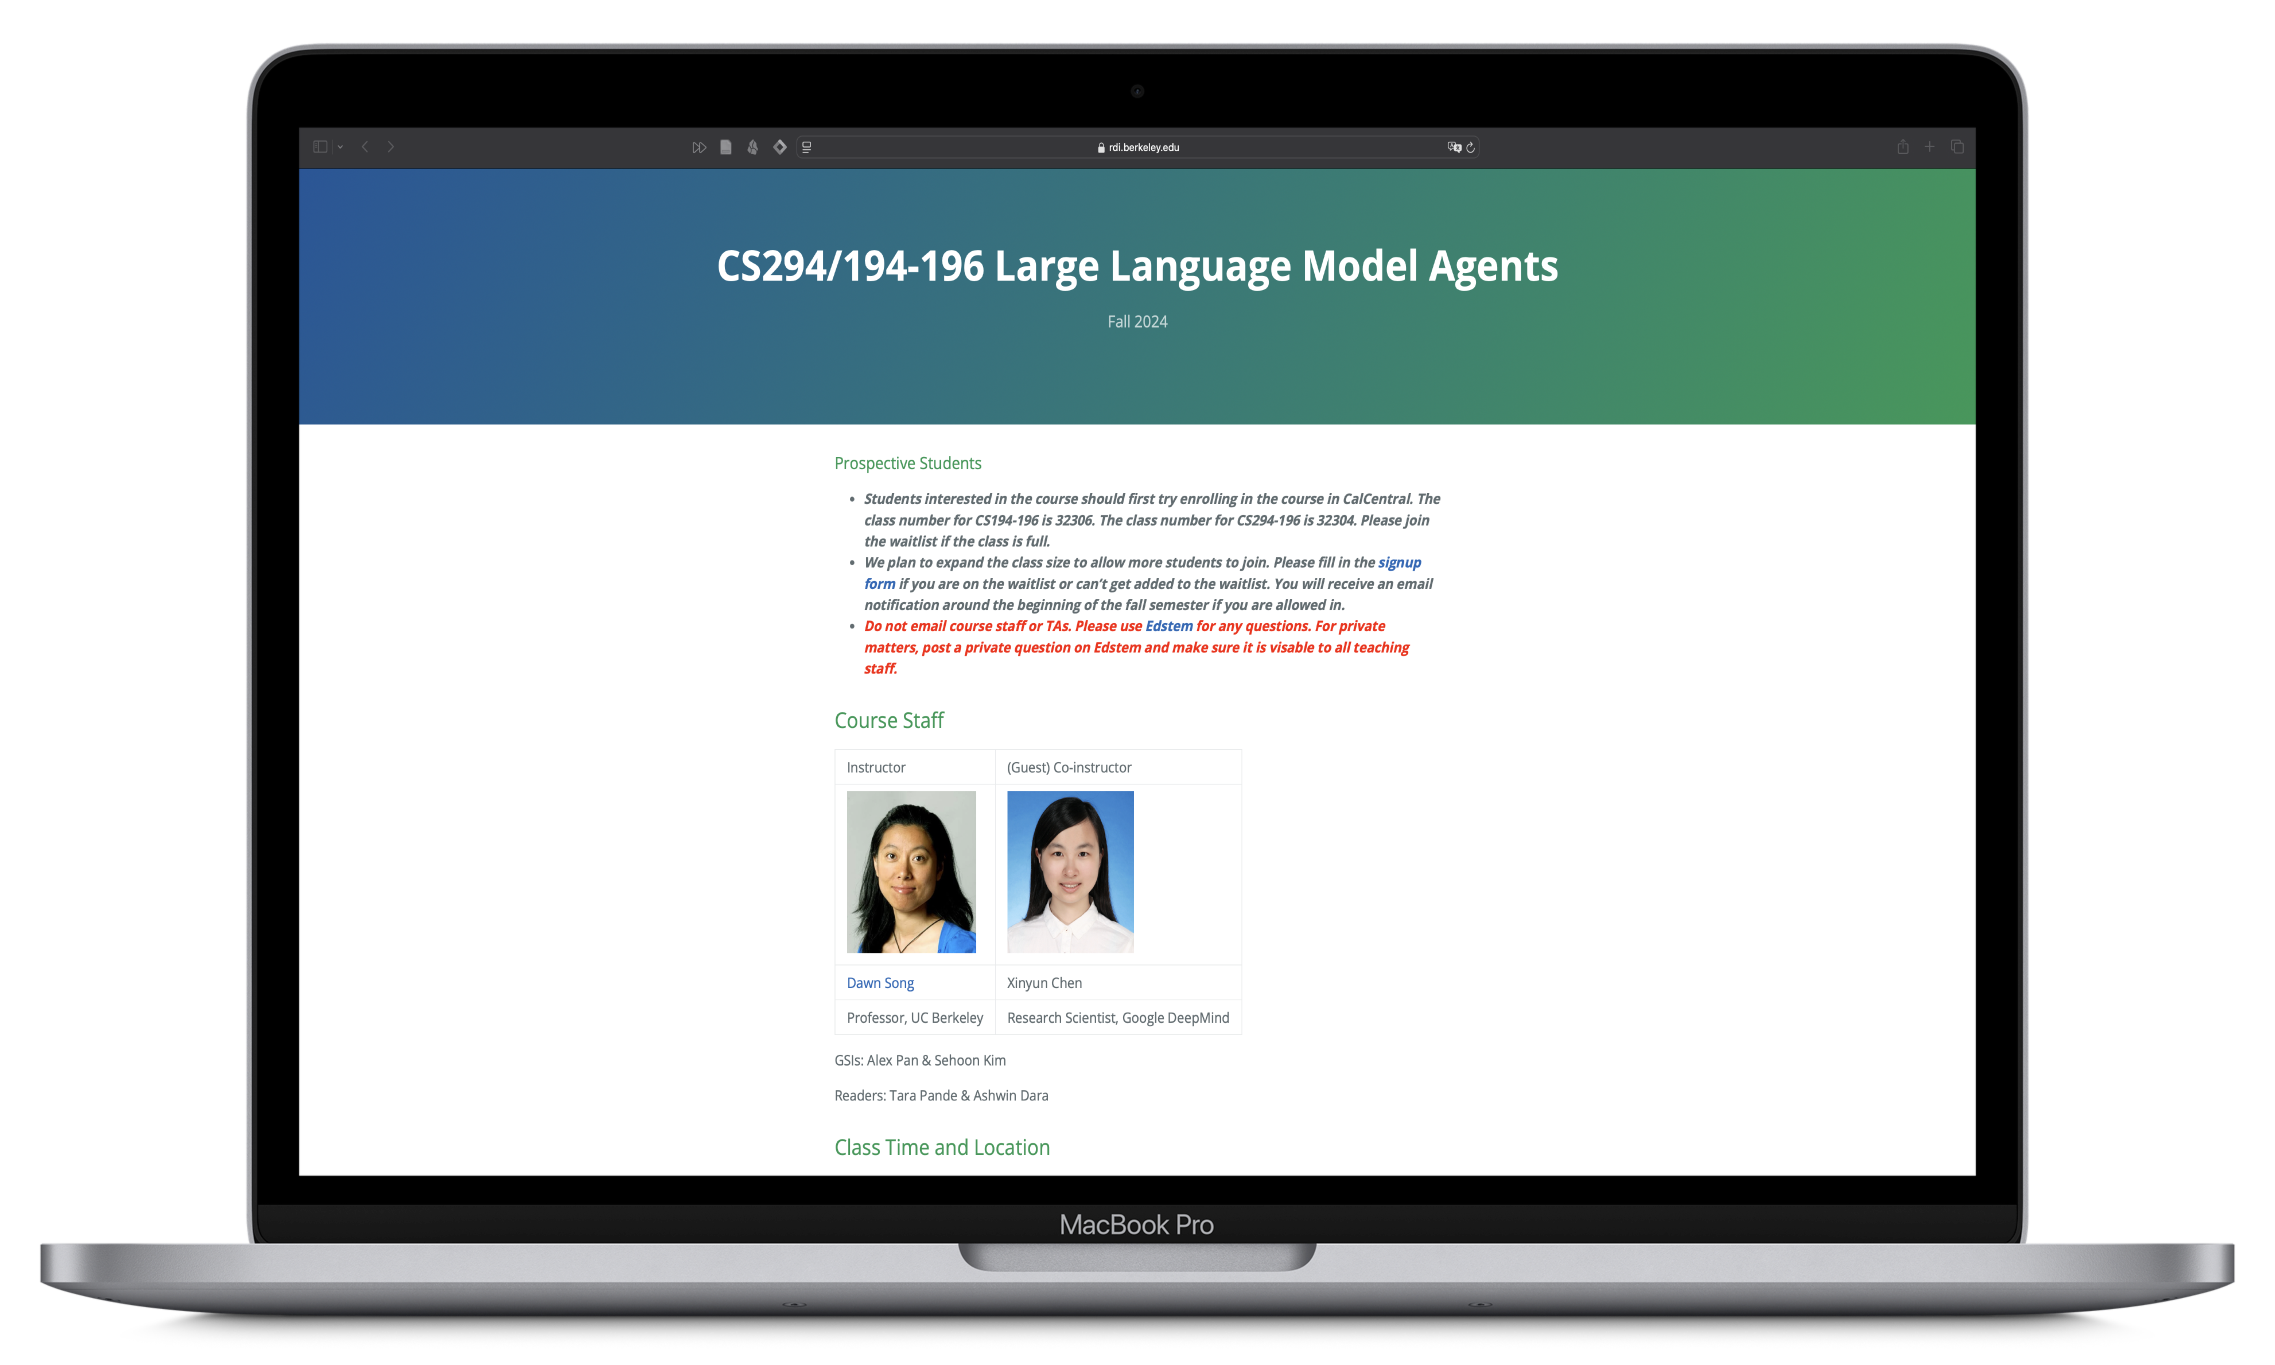 rdi.berkeley.edu
CS294/194-196 Large Language Model Agents
Fall 2024
Prospective Students
• Students interested in the course should first try enrolling in the course in CalCentral. The
class number for CS194-196 is 32306. The class number for CS294-196 is 32304. Please join
the waitlist if the class is full.
• We plan to expand the class size to allow more students to join. Please fill in the signup
form if you are on the waitlist or can't get added to the waitlist. You will receive an email
notification around the beginning of the fall semester if you are allowed in.
• Do not email course staff or TAs. Please use Edstem for any questions. For private
matters, post a private question on Edstem and make sure it is visable to all teaching
staff.
Course Staff
Instructor (Guest) Co-instructor
Dawn Song Xinyun Chen
Professor, UC Berkeley Research Scientist, Google DeepMind
GSIs: Alex Pan & Sehoon Kim
Readers: Tara Pande & Ashwin Dara
Class Time and Location
MacBook Pro